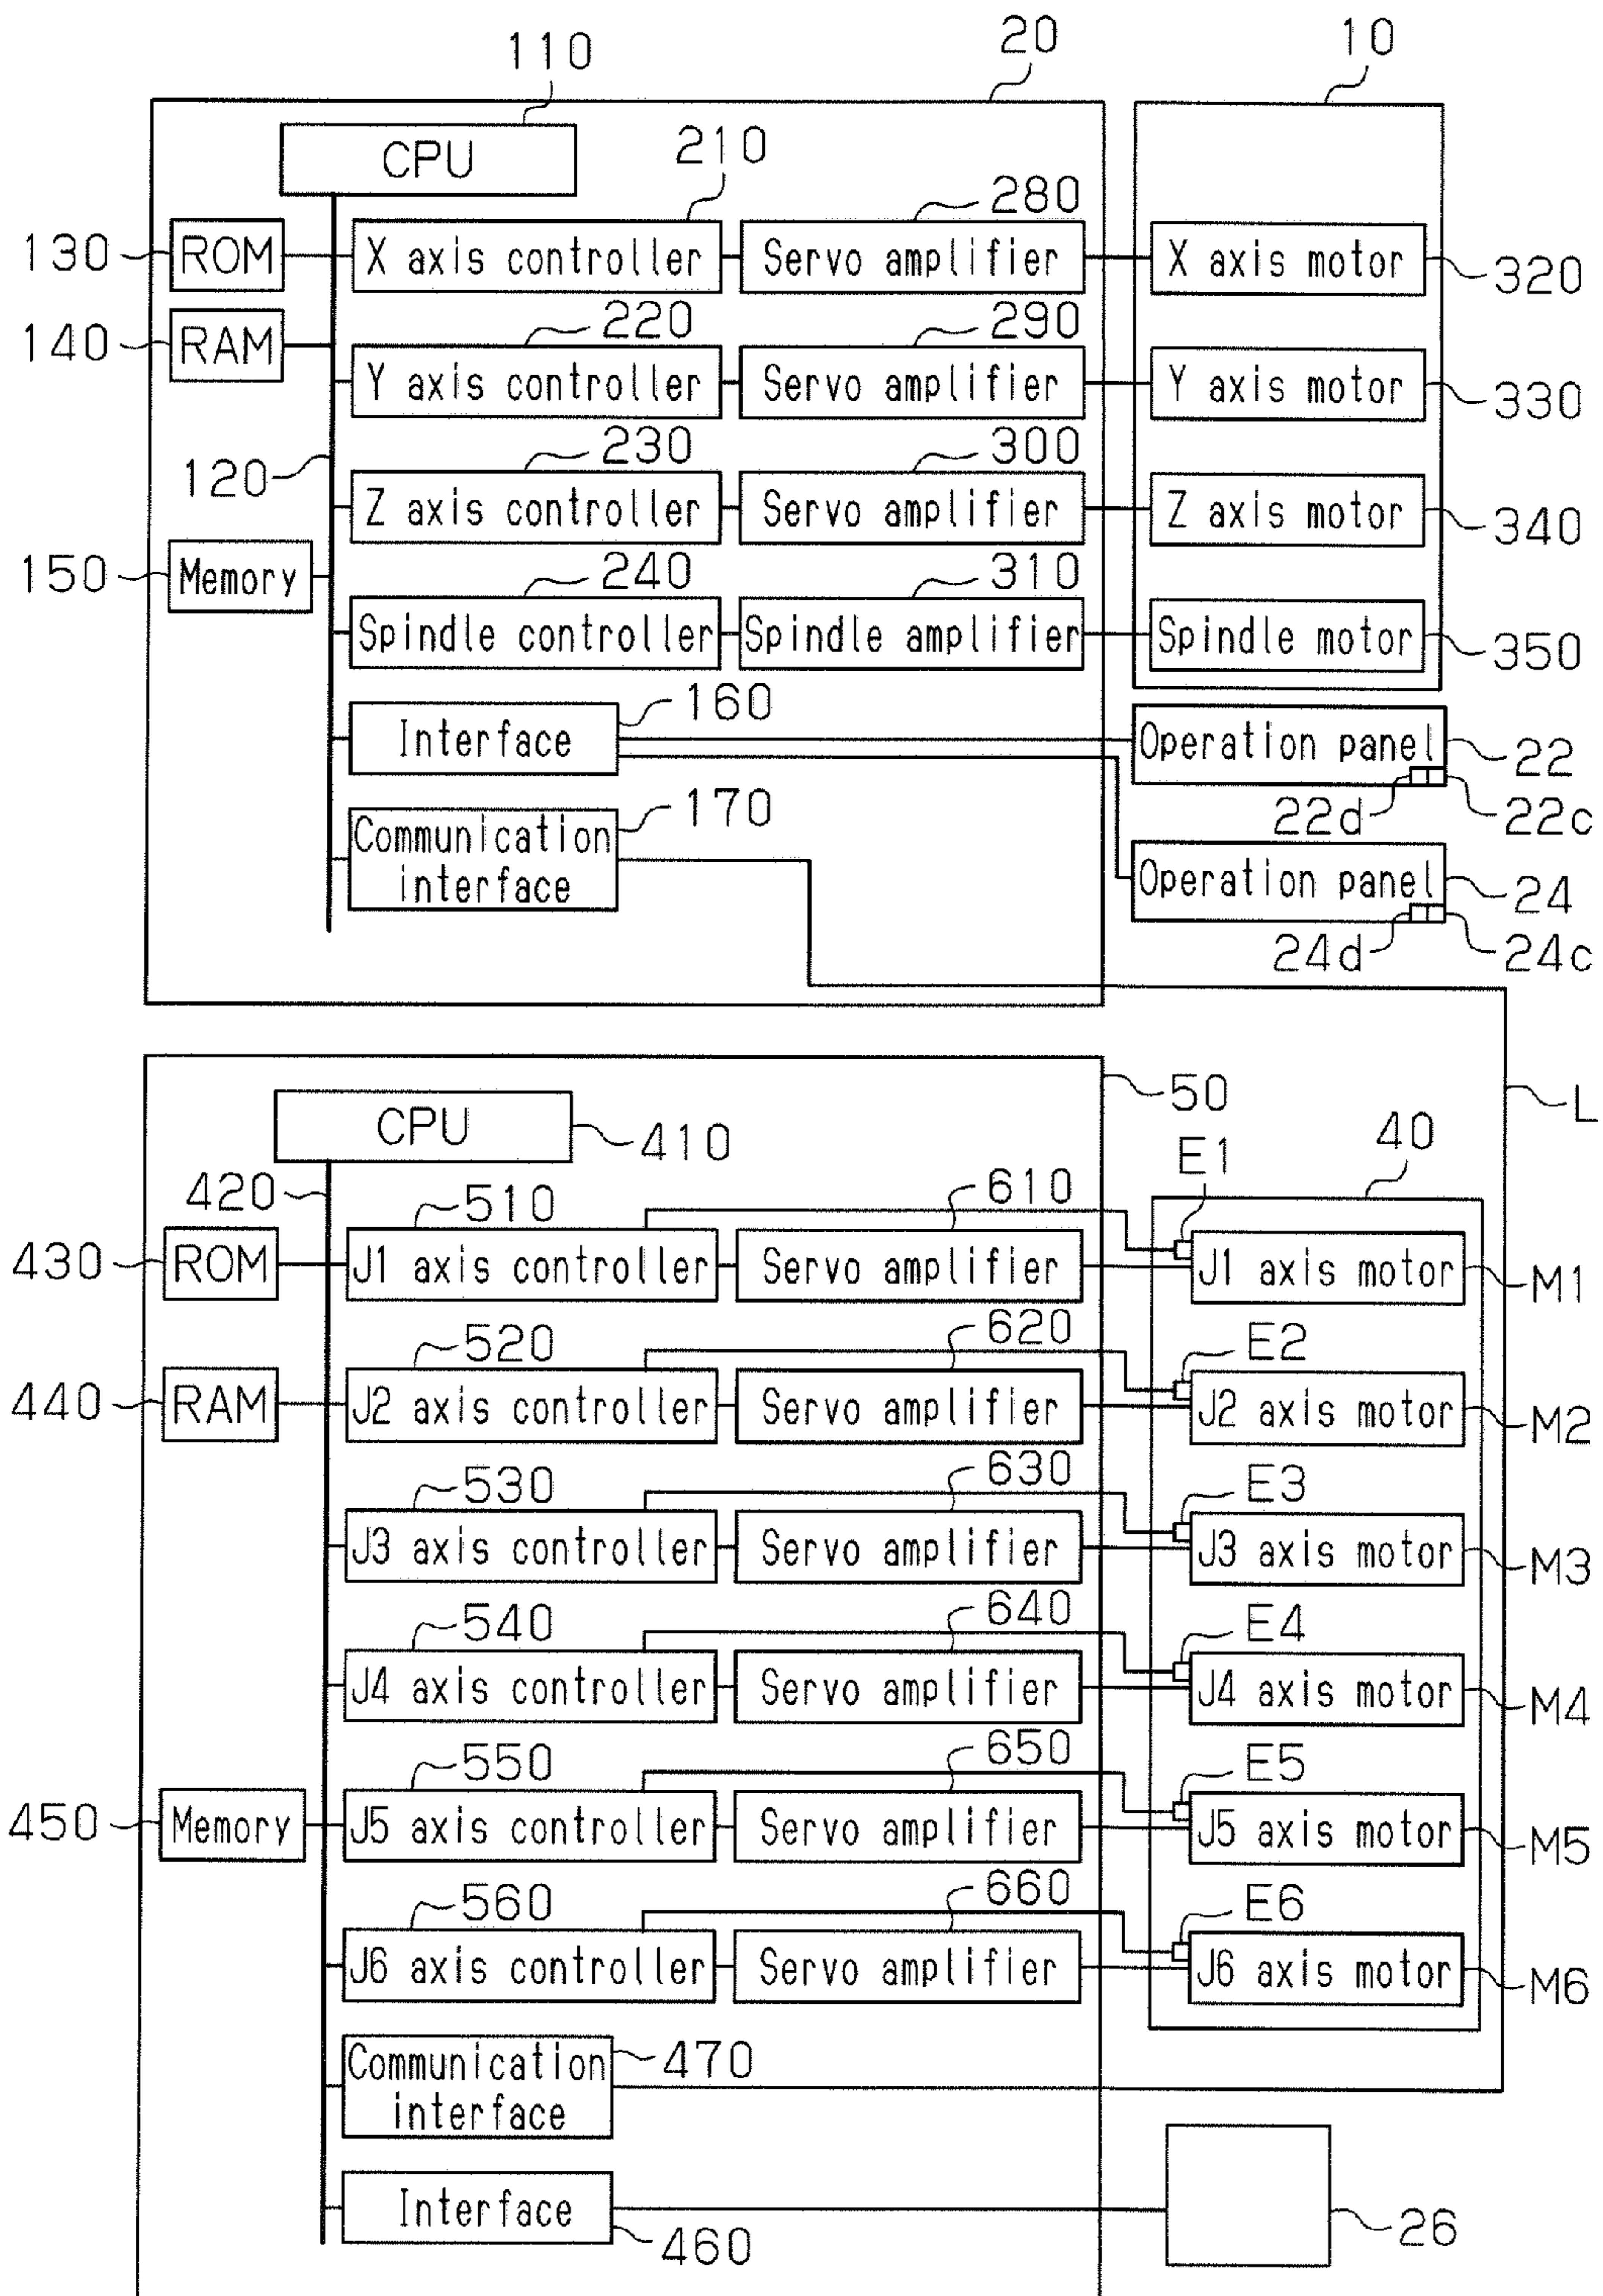 20
10
110
CPU
210
280
130
ROM
X axis controller
Servo amplifier
X axis motor
320
140
RAM
220
290
Y axis controller
Servo amplifier
Y axis motor
330
120
230
300
Z axis controller
Servo amplifier
Z axis motor
340
150
Memory
240
310
Spindle controller
Spindle amplifier
Spindle motor
350
160
Interface
Operation panel
22
22d
22c
170
Communication
interface
Operation panel
24
24d
24c
50
L
CPU
410
40
E1
420
510
610
430
ROM
J1 axis controller
Servo amplifier
J1 axis motor
M1
520
620
E2
440
RAM
J2 axis controller
Servo amplifier
J2 axis motor
M2
530
630
E3
J3 axis controller
Servo amplifier
J3 axis motor
M3
540
640
E4
J4 axis controller
Servo amplifier
J4 axis motor
M4
550
650
E5
450
Memory
J5 axis controller
Servo amplifier
J5 axis motor
M5
560
660
E6
J6 axis controller
Servo amplifier
J6 axis motor
M6
Communication
interface
470
Interface
460
26